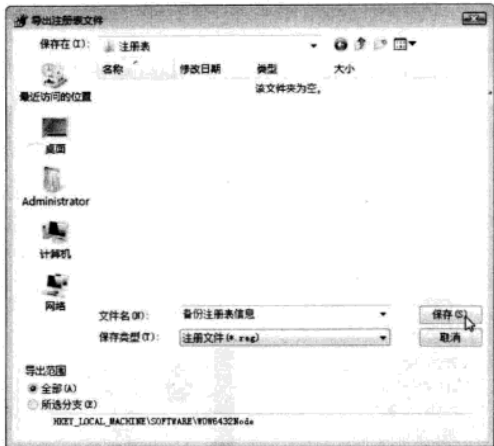 导出注册表文件
保存在(I): 注册表
名称 修改日期 类型 大小
该文件夹为空。
最近访问的位置
桌面
Administrator
计算机
网络
文件名(N): 备份注册表信息 保存(S)
保存类型(T): 注册文件(*.reg) 取消
导出范围
全部(A)
所选分支(E)
HKEY_LOCAL_MACHINE\SOFTWARE\WOW6432Node